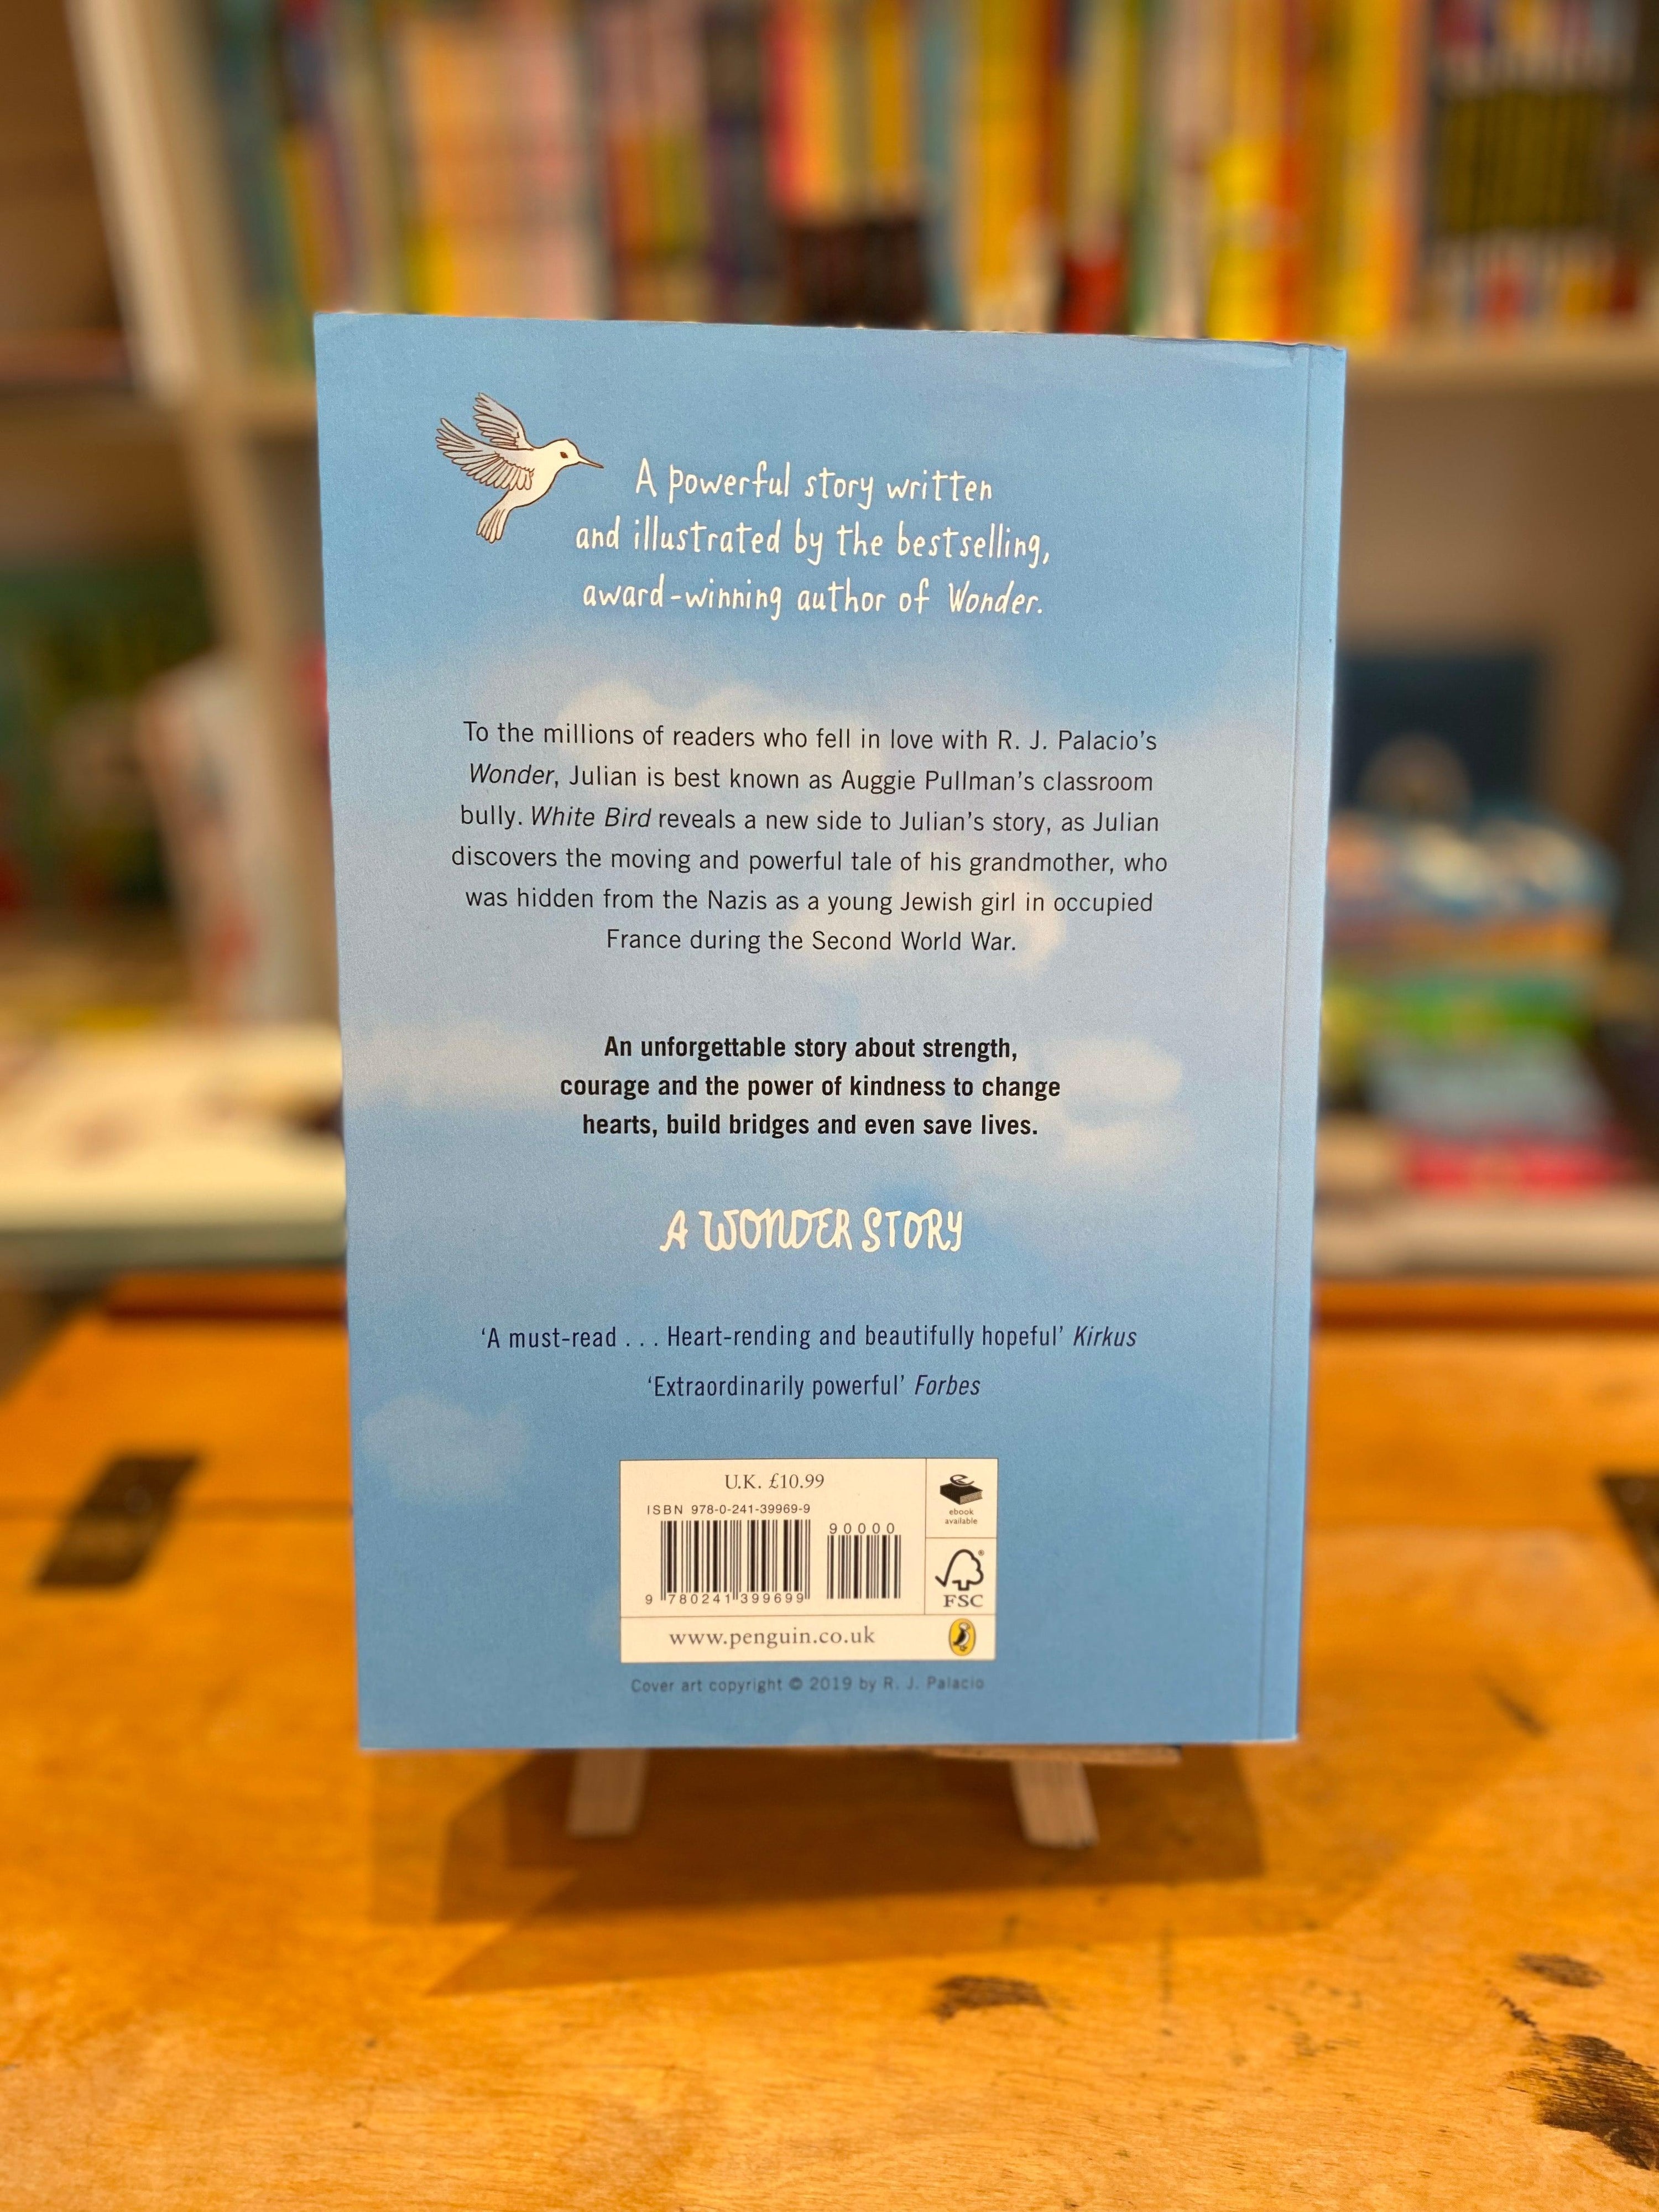 A powerful story written
and illustrated by the bestselling,
award-winning author of Wonder.
To the millions of readers who fell in love with R. J. Palacio's
Wonder, Julian is best known as Auggie Pullman's classroom
bully. White Bird reveals a new side to Julian's story, as Julian
discovers the moving and powerful tale of his grandmother, who
was hidden from the Nazis as a young Jewish girl in occupied
France during the Second World War.
An unforgettable story about strength,
courage and the power of kindness to change
hearts, build bridges and even save lives.
A WONDER STORY
‘A must-read . . . Heart-rending and beautifully hopeful’ Kirkus
‘Extraordinarily powerful’ Forbes
U.K. £10.99
ISBN 978-0-241-39969-9
90000
9 780241 399699
ebook
available
®
FSC
www.penguin.co.uk
Cover art copyright © 2019 by R. J. Palacio